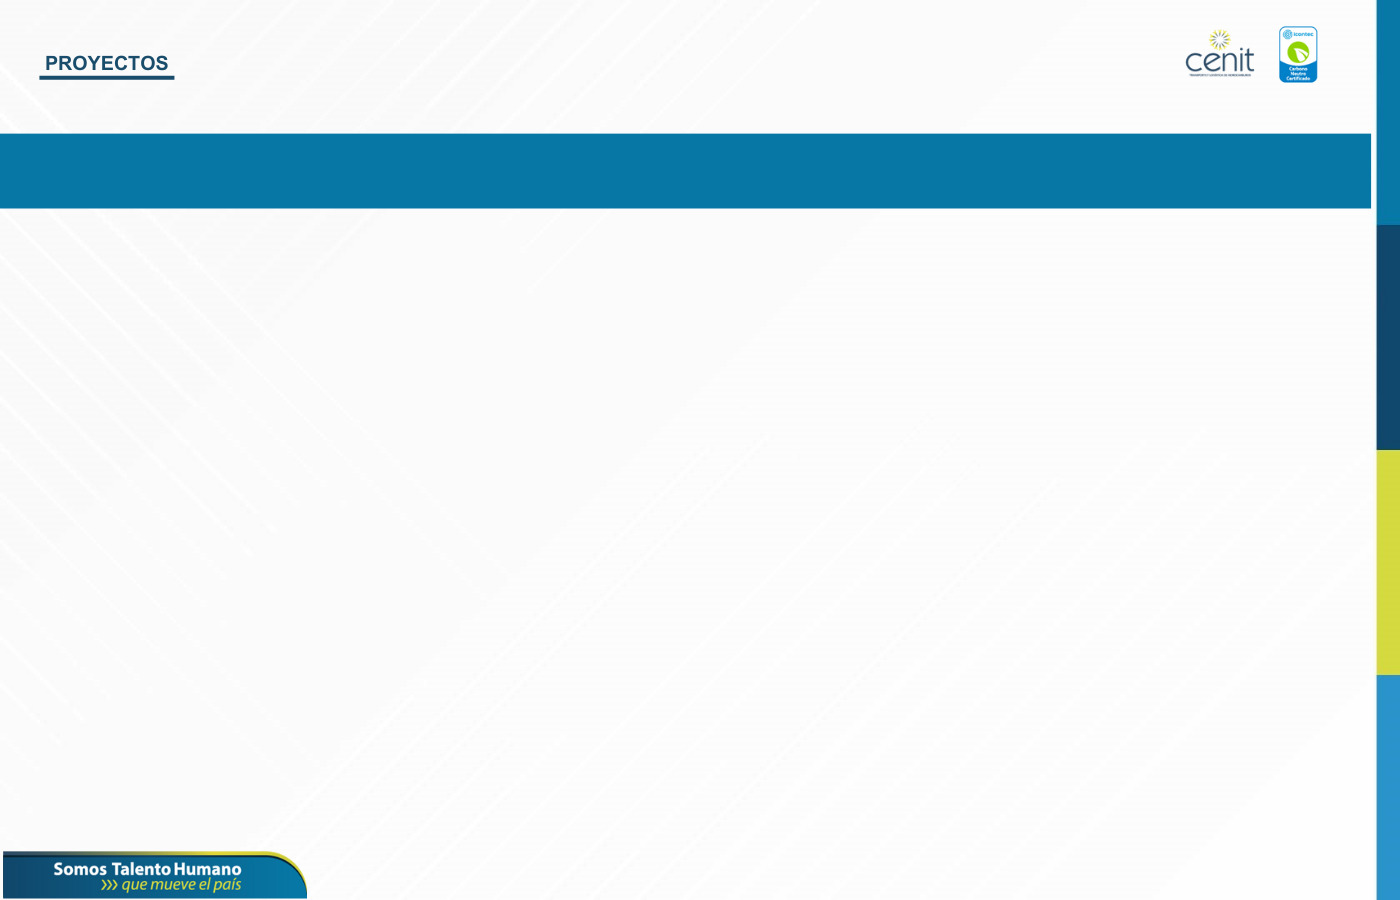 PROYECTOS
cenit
TRANSPORTE Y LOGÍSTICA DE HIDROCARBUROS
icontec
Carbono
Neutro
Certificado
Somos Talento Humano
››› que mueve el país